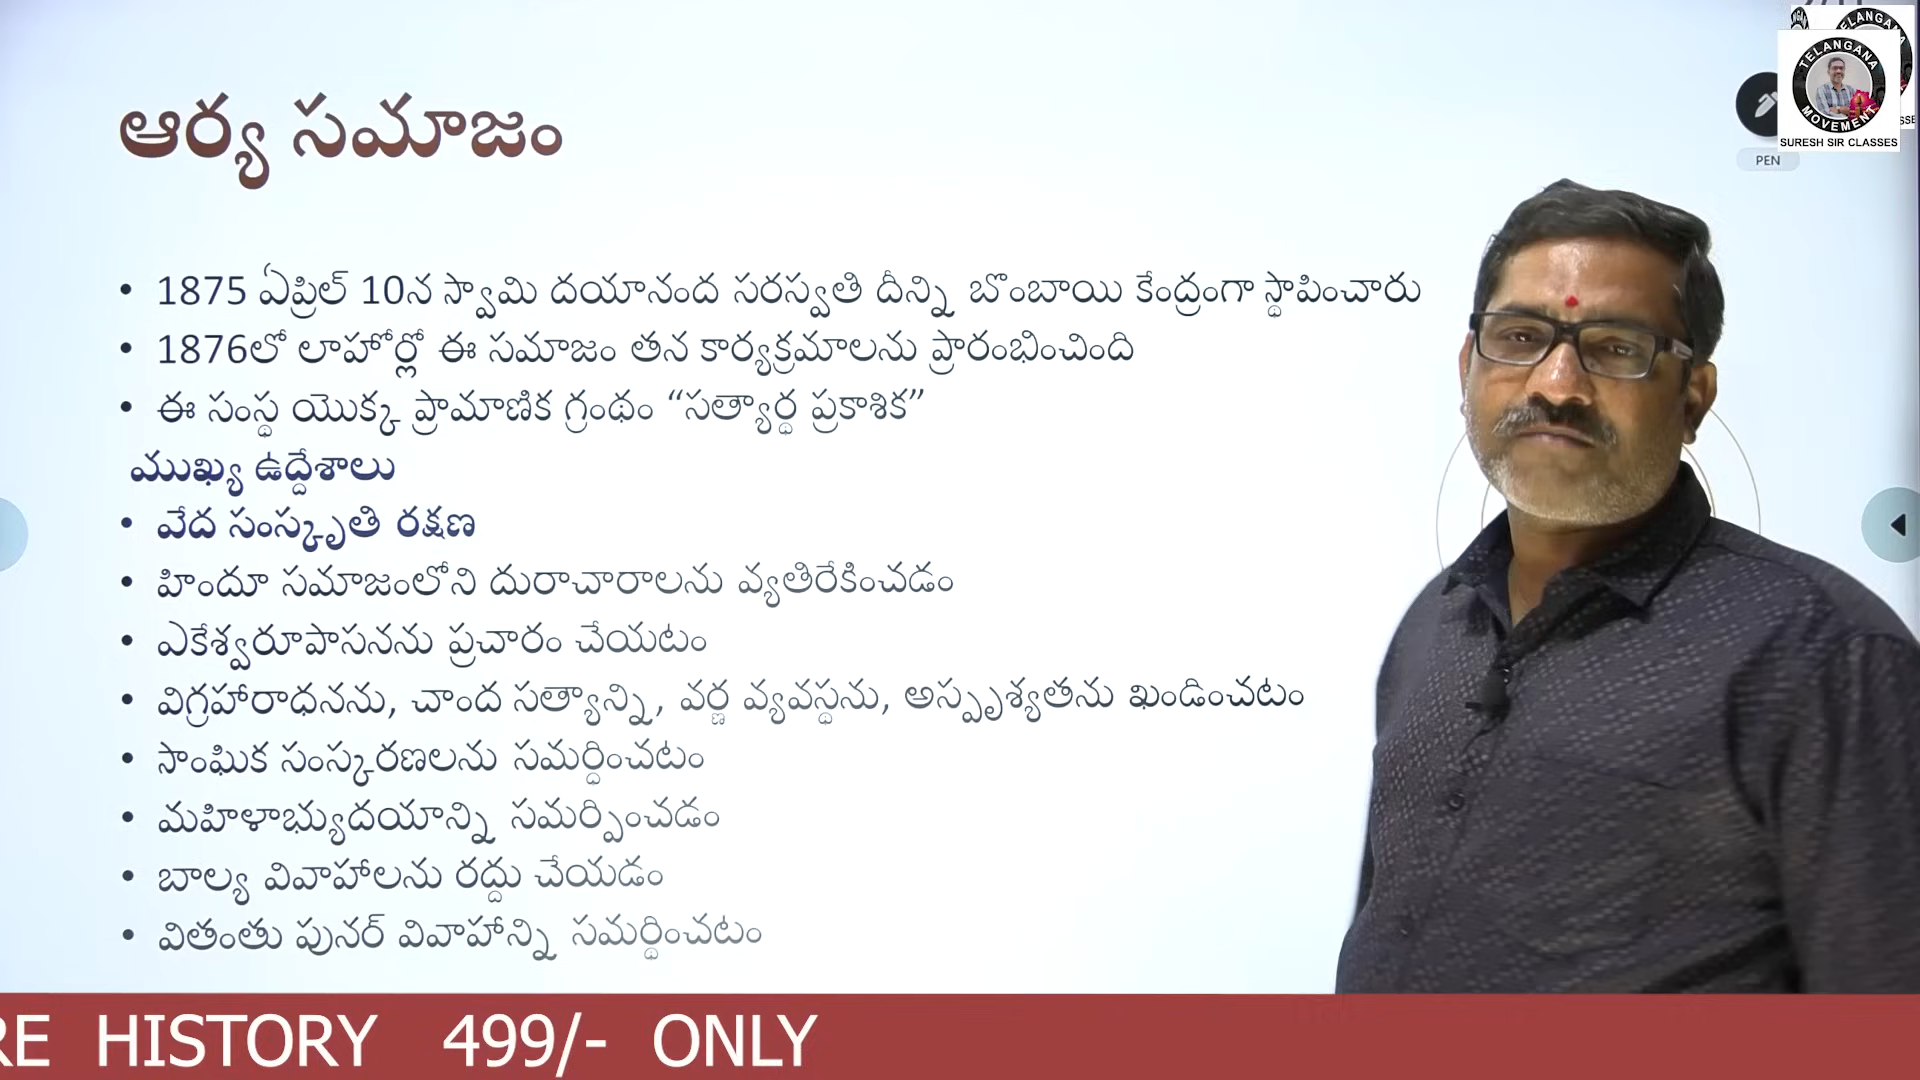 ఆర్య సమాజం
TELANGANA
MOVEMENT
SURESH SIR CLASSES
PEN
• 1875 ఏప్రిల్ 10న స్వామి దయానంద సరస్వతి దీన్ని బొంబాయి కేంద్రంగా స్థాపించారు
• 1876లో లాహోర్లో ఈ సమాజం తన కార్యక్రమాలను ప్రారంభించింది
• ఈ సంస్థ యొక్క ప్రామాణిక గ్రంథం “సత్యార్థ ప్రకాశిక”
ముఖ్య ఉద్దేశాలు
• వేద సంస్కృతి రక్షణ
• హిందూ సమాజంలోని దురాచారాలను వ్యతిరేకించడం
• ఎకేశ్వరూపాసనను ప్రచారం చేయటం
• విగ్రహారాధనను, చాంద సత్యాన్ని, వర్ణ వ్యవస్థను, అస్పృశ్యతను ఖండించటం
• సాంఘిక సంస్కరణలను సమర్దించటం
• మహిళాభ్యుదయాన్ని సమర్పించడం
• బాల్య వివాహాలను రద్దు చేయడం
• వితంతు పునర్ వివాహాన్ని సమర్థించటం
RE HISTORY 499/- ONLY